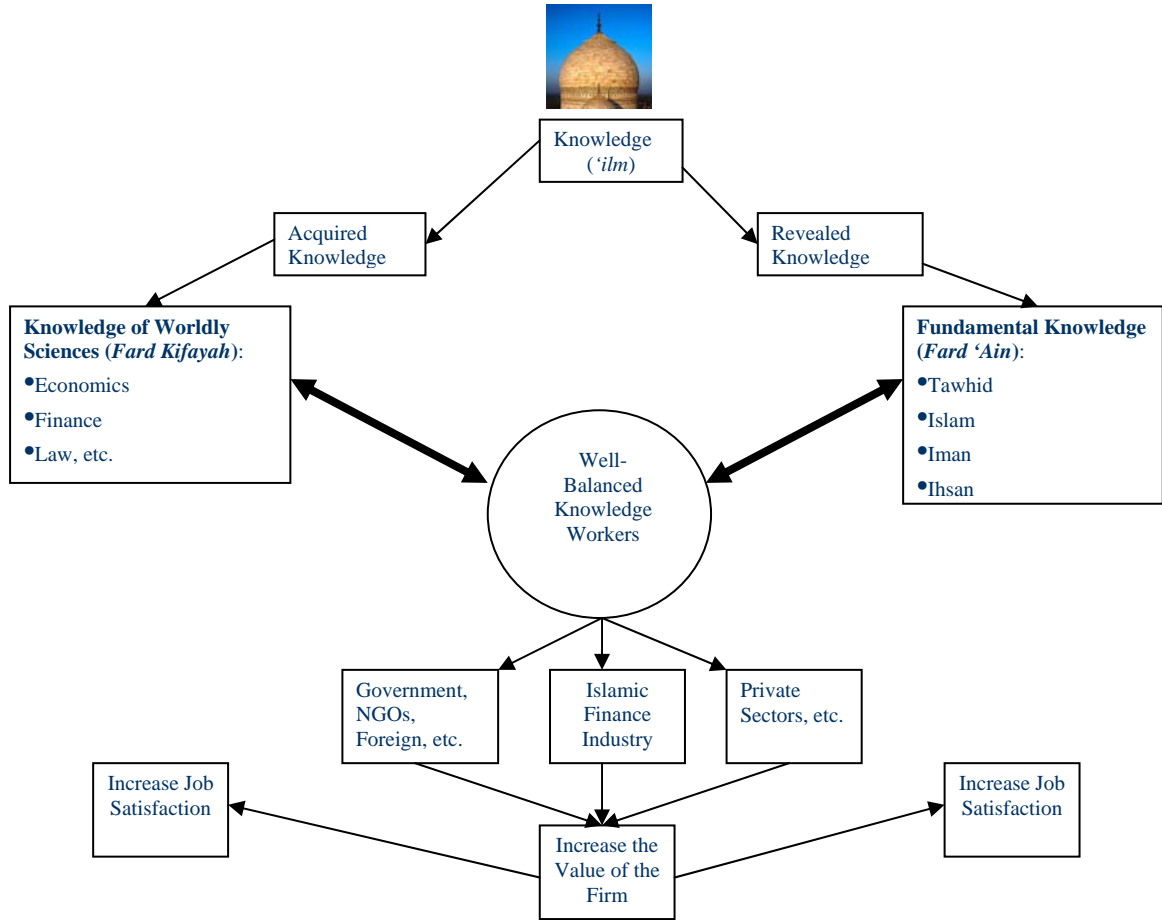 Knowledge
(‘ilm)
Acquired
Knowledge
Revealed
Knowledge
Knowledge of Worldly
Sciences (Fard Kifayah):
•Economics
•Finance
•Law, etc.
Fundamental Knowledge
(Fard ‘Ain):
•Tawhid
•Islam
•Iman
•Ihsan
Well-
Balanced
Knowledge
Workers
Government,
NGOs,
Foreign, etc.
Islamic
Finance
Industry
Private
Sectors, etc.
Increase Job
Satisfaction
Increase the
Value of the
Firm
Increase Job
Satisfaction